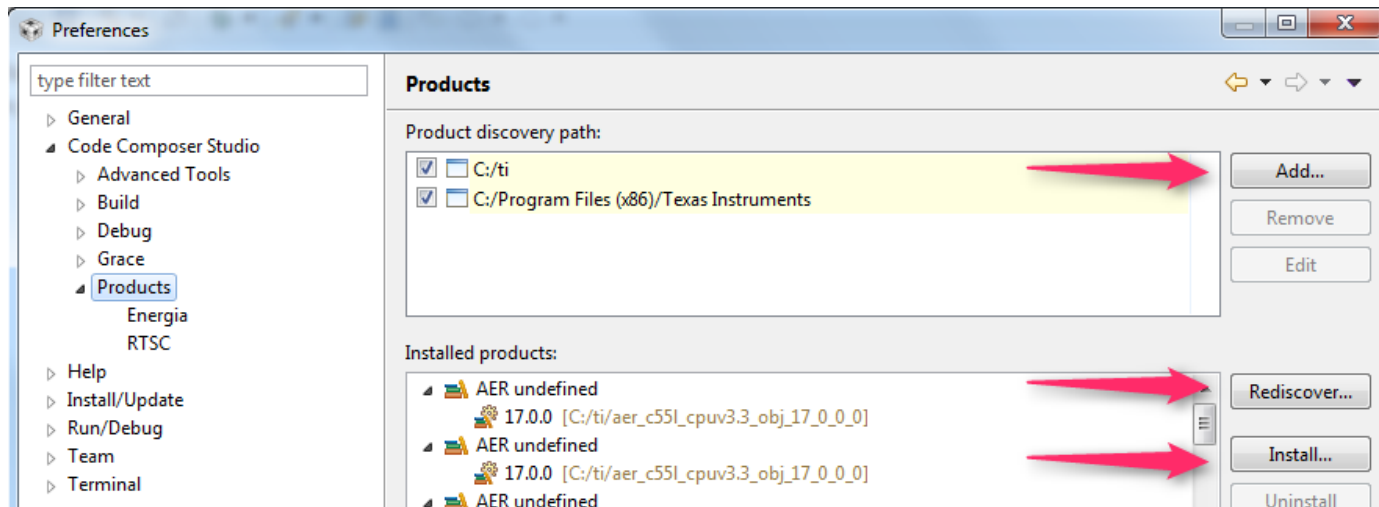 Preferences
type filter text
General
Code Composer Studio
Advanced Tools
Build
Debug
Grace
Products
Energia
RTSC
Help
Install/Update
Run/Debug
Team
Terminal
Products
Product discovery path:
C:/ti
C:/Program Files (x86)/Texas Instruments
Add...
Remove
Edit
Installed products:
AER undefined
17.0.0 [C:/ti/aer_c55l_cpuv3.3_obj_17_0_0_0]
AER undefined
17.0.0 [C:/ti/aer_c55l_cpuv3.3_obj_17_0_0_0]
AER undefined
Rediscover...
Install...
Uninstall